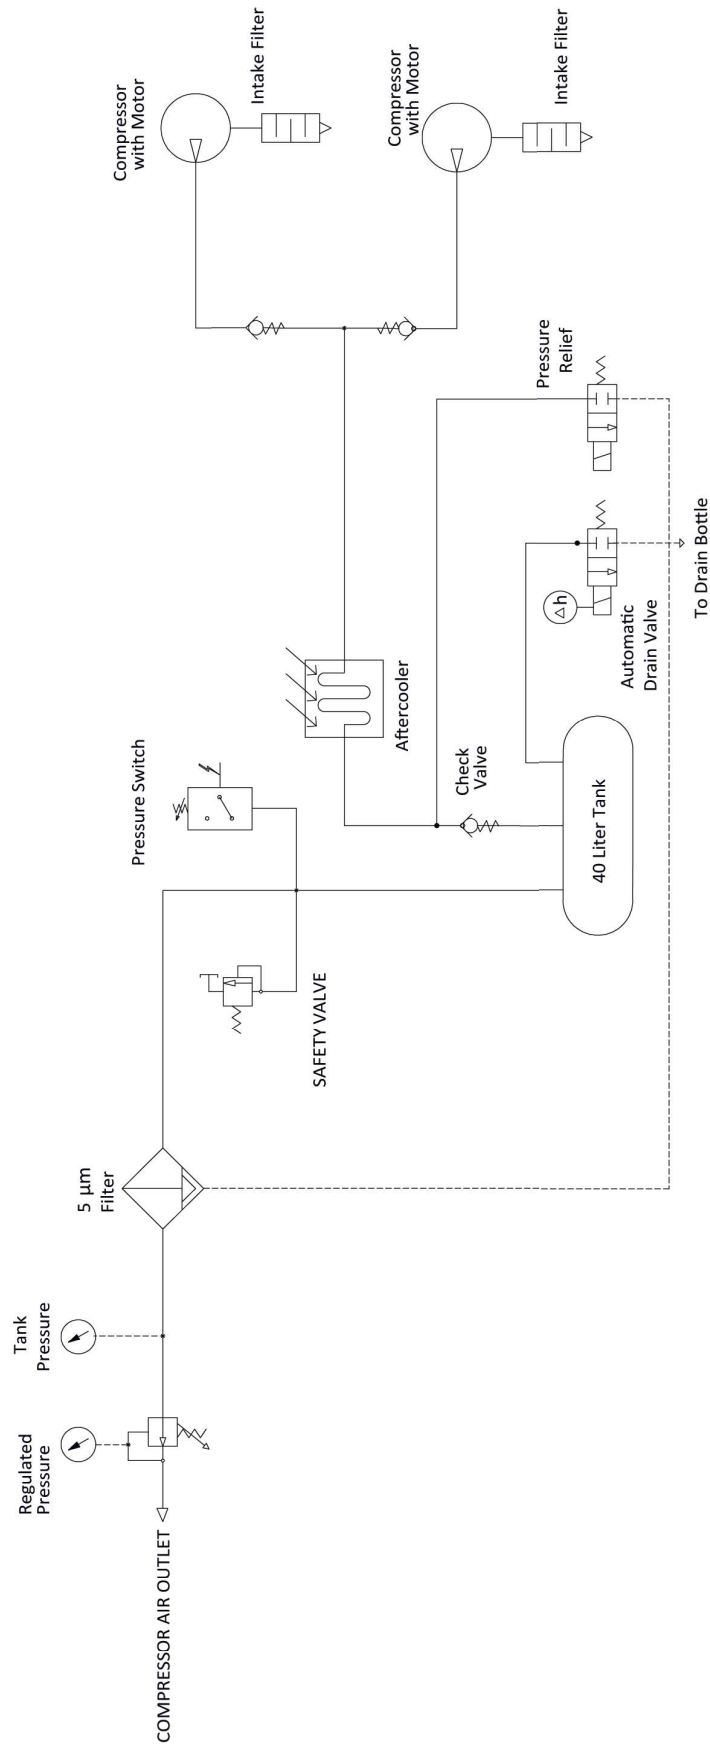 Compressor
with Motor
Intake Filter
Compressor
with Motor
Intake Filter
Pressure
Relief
Aftercooler
Pressure Switch
Check
Valve
Automatic
Drain Valve
Δh
To Drain Bottle
40 Liter Tank
SAFETY VALVE
5 µm
Filter
Tank
Pressure
Regulated
Pressure
COMPRESSOR AIR OUTLET